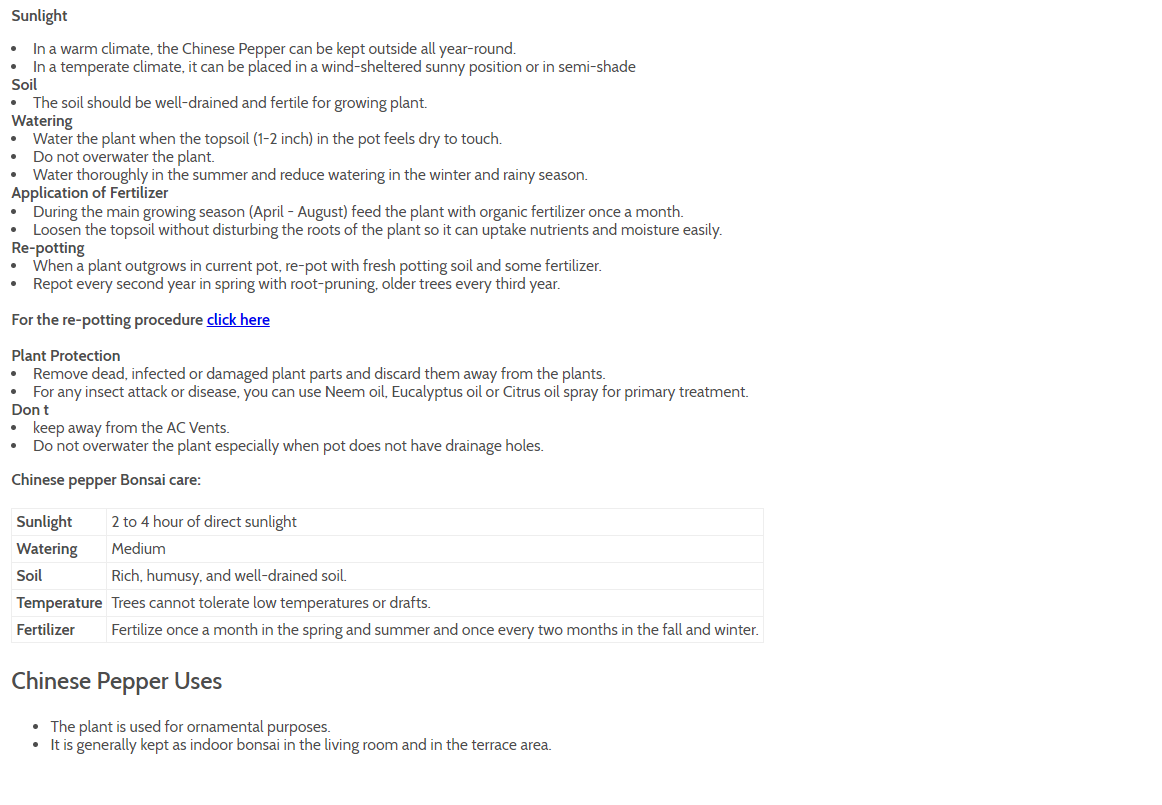 Sunlight
• In a warm climate, the Chinese Pepper can be kept outside all year-round.
• In a temperate climate, it can be placed in a wind-sheltered sunny position or in semi-shade
Soil
• The soil should be well-drained and fertile for growing plant.
Watering
• Water the plant when the topsoil (1-2 inch) in the pot feels dry to touch.
• Do not overwater the plant.
• Water thoroughly in the summer and reduce watering in the winter and rainy season.
Application of Fertilizer
• During the main growing season (April - August) feed the plant with organic fertilizer once a month.
• Loosen the topsoil without disturbing the roots of the plant so it can uptake nutrients and moisture easily.
Re-potting
• When a plant outgrows in current pot, re-pot with fresh potting soil and some fertilizer.
• Repot every second year in spring with root-pruning, older trees every third year.
For the re-potting procedure click here
Plant Protection
• Remove dead, infected or damaged plant parts and discard them away from the plants.
• For any insect attack or disease, you can use Neem oil, Eucalyptus oil or Citrus oil spray for primary treatment.
Don t
• keep away from the AC Vents.
• Do not overwater the plant especially when pot does not have drainage holes.
Chinese pepper Bonsai care:
Sunlight 2 to 4 hour of direct sunlight
Watering Medium
Soil Rich, humusy, and well-drained soil.
Temperature Trees cannot tolerate low temperatures or drafts.
Fertilizer Fertilize once a month in the spring and summer and once every two months in the fall and winter.
Chinese Pepper Uses
• The plant is used for ornamental purposes.
• It is generally kept as indoor bonsai in the living room and in the terrace area.